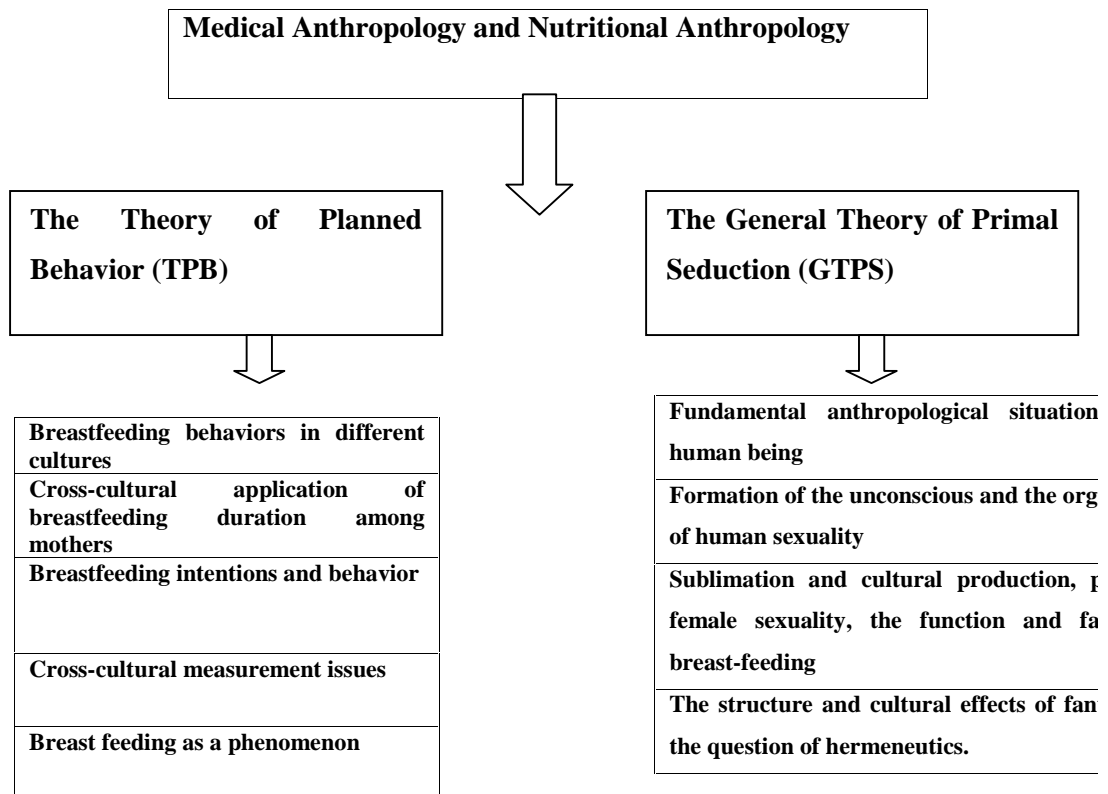 Medical Anthropology and Nutritional Anthropology
The Theory of Planned
Behavior (TPB)
The General Theory of Primal
Seduction (GTPS)
Breastfeeding behaviors in different
cultures
Cross-cultural application of
breastfeeding duration among
mothers
Breastfeeding intentions and behavior
Cross-cultural measurement issues
Breast feeding as a phenomenon
Fundamental anthropological situation
human being
Formation of the unconscious and the
of human sexuality
Sublimation and cultural production,
female sexuality, the function and
breast-feeding
The structure and cultural effects of
the question of hermeneutics.